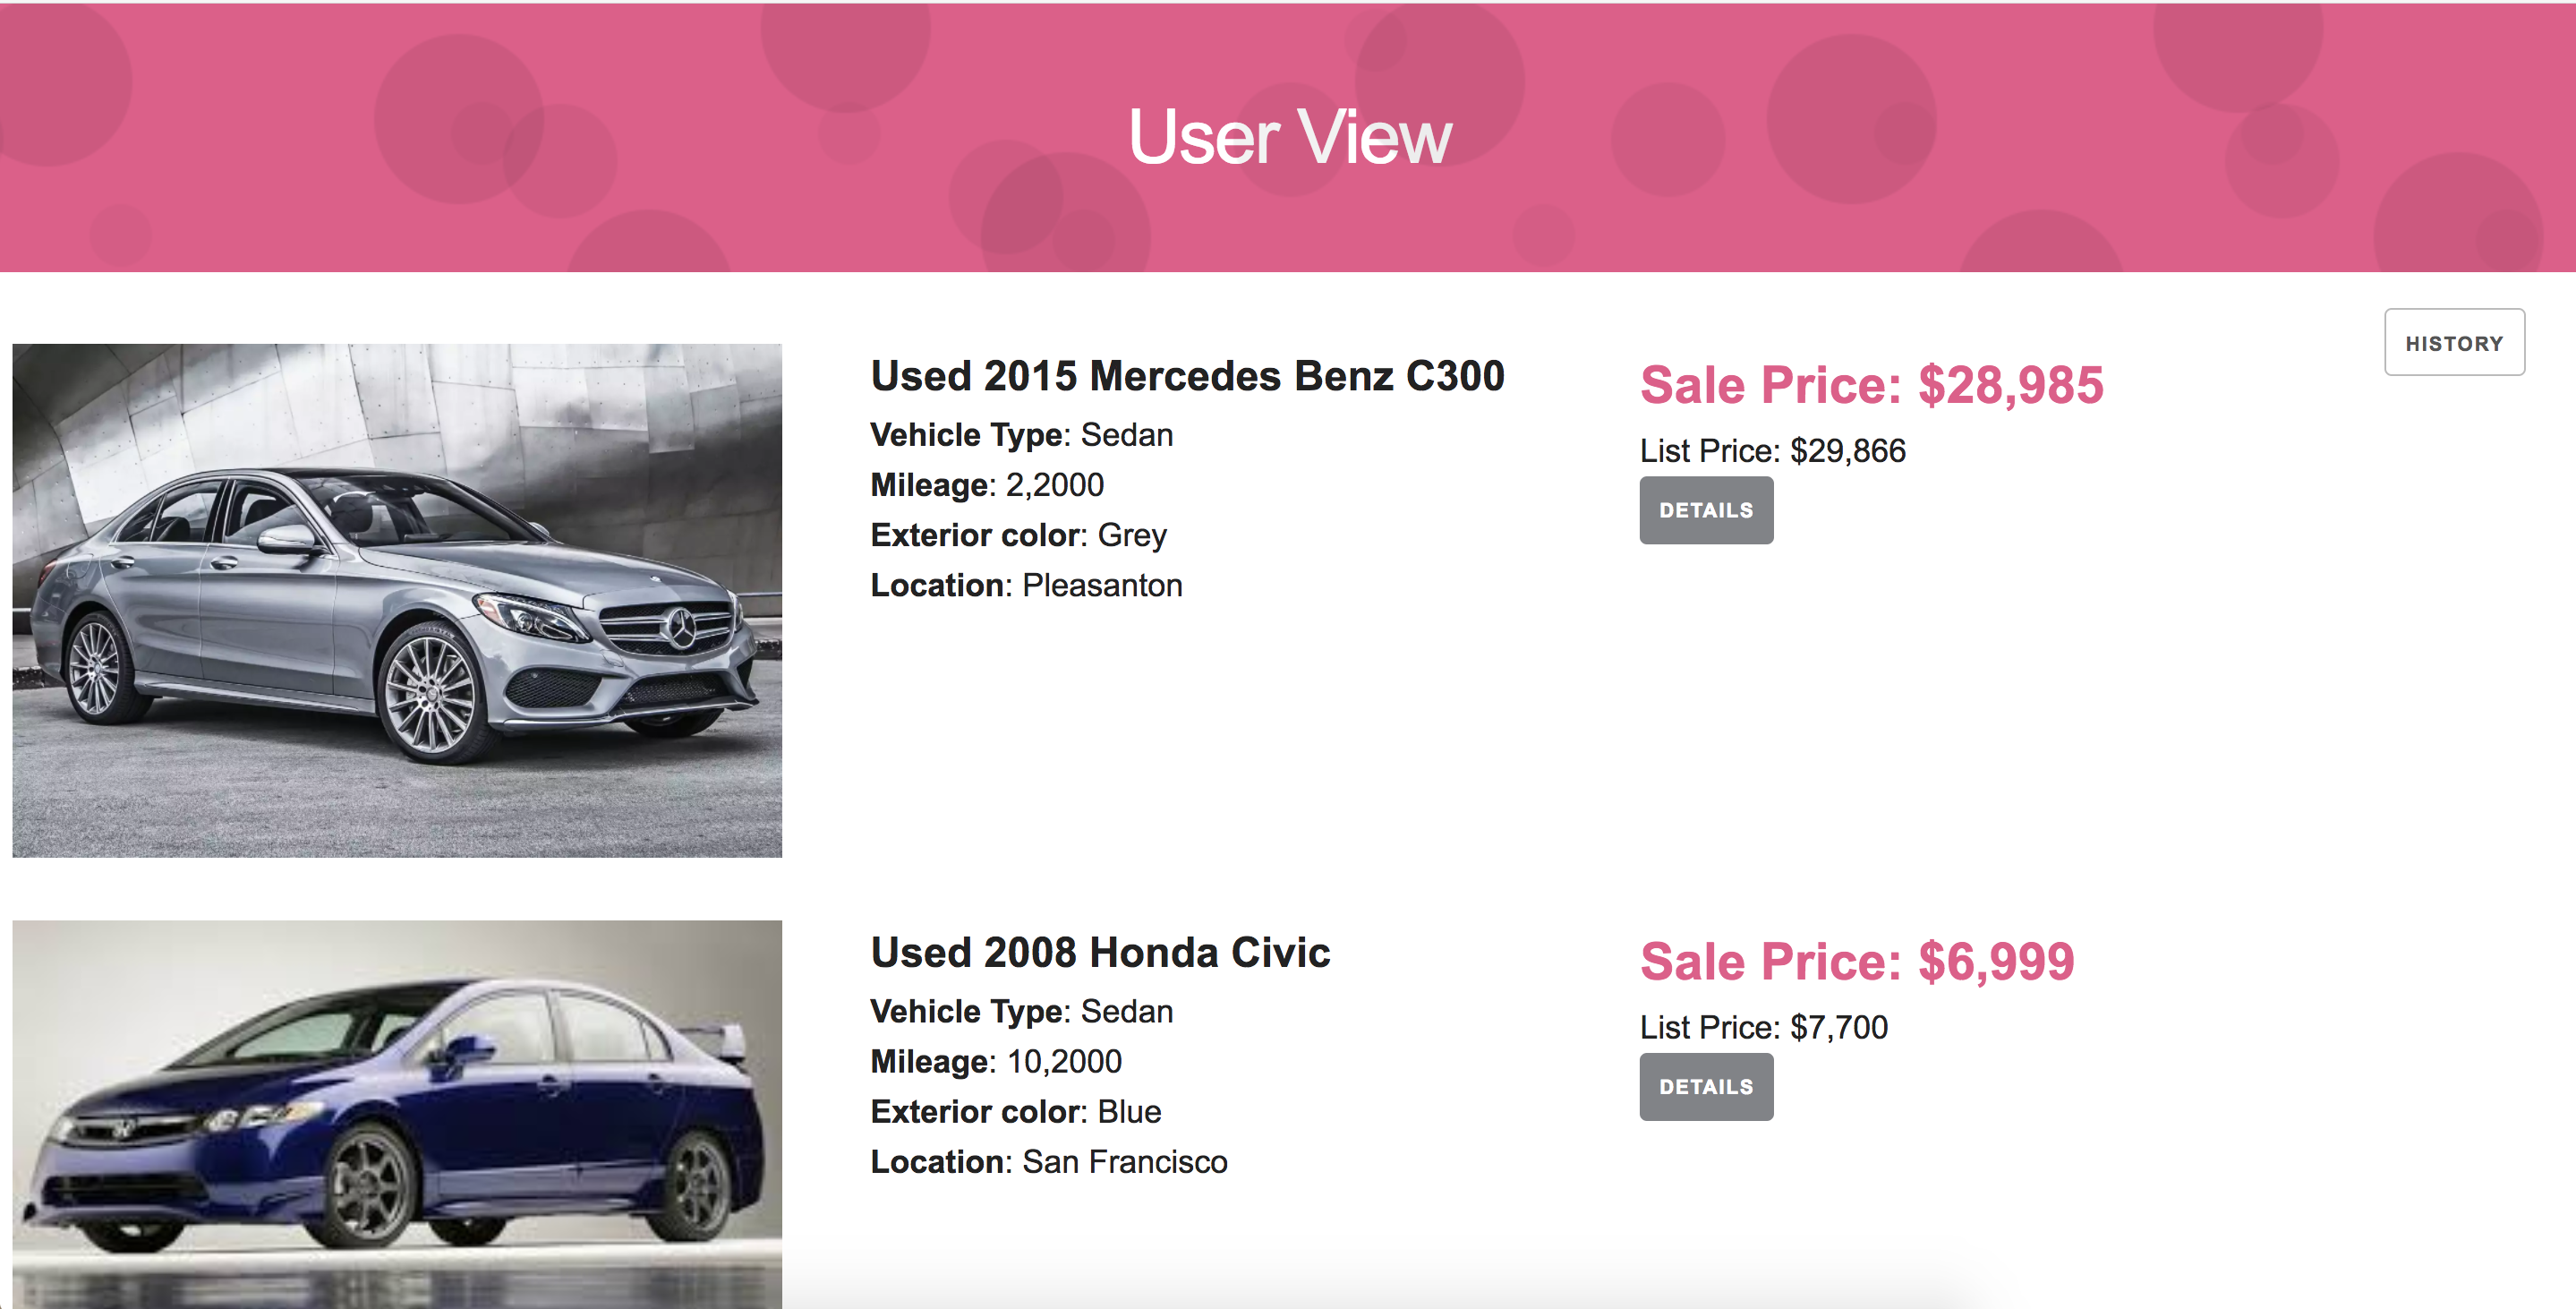 User View
HISTORY
Used 2015 Mercedes Benz C300
Vehicle Type: Sedan
Mileage: 2,2000
Exterior color: Grey
Location: Pleasanton
Sale Price: $28,985
List Price: $29,866
DETAILS
Used 2008 Honda Civic
Vehicle Type: Sedan
Mileage: 10,2000
Exterior color: Blue
Location: San Francisco
Sale Price: $6,999
List Price: $7,700
DETAILS